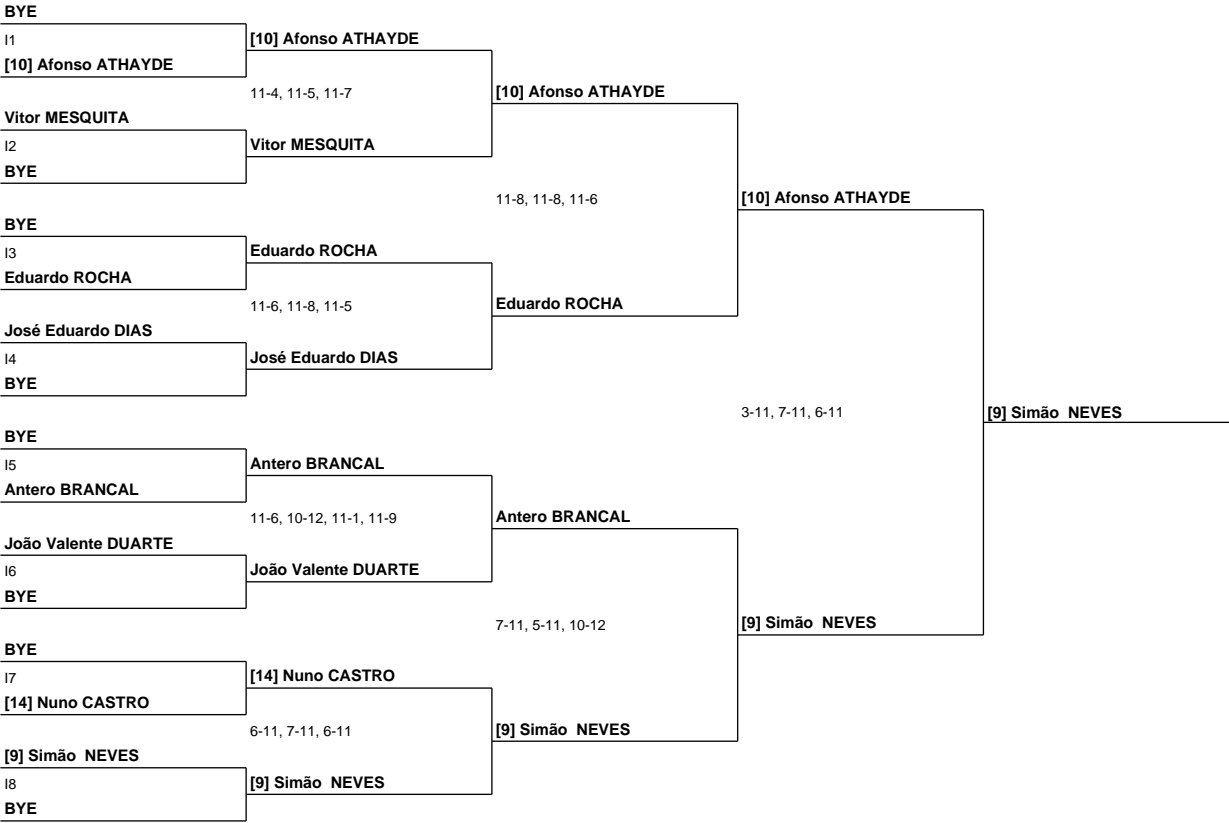 BYE
I1
[10] Afonso ATHAYDE
[10] Afonso ATHAYDE
11-4, 11-5, 11-7
[10] Afonso ATHAYDE
Vitor MESQUITA
I2
Vitor MESQUITA
BYE
11-8, 11-8, 11-6
[10] Afonso ATHAYDE
BYE
I3
Eduardo ROCHA
Eduardo ROCHA
11-6, 11-8, 11-5
Eduardo ROCHA
José Eduardo DIAS
I4
José Eduardo DIAS
BYE
3-11, 7-11, 6-11
[9] Simão NEVES
BYE
I5
Antero BRANCAL
Antero BRANCAL
11-6, 10-12, 11-1, 11-9
Antero BRANCAL
João Valente DUARTE
I6
João Valente DUARTE
BYE
7-11, 5-11, 10-12
[9] Simão NEVES
BYE
I7
[14] Nuno CASTRO
[14] Nuno CASTRO
6-11, 7-11, 6-11
[9] Simão NEVES
[9] Simão NEVES
I8
[9] Simão NEVES
BYE